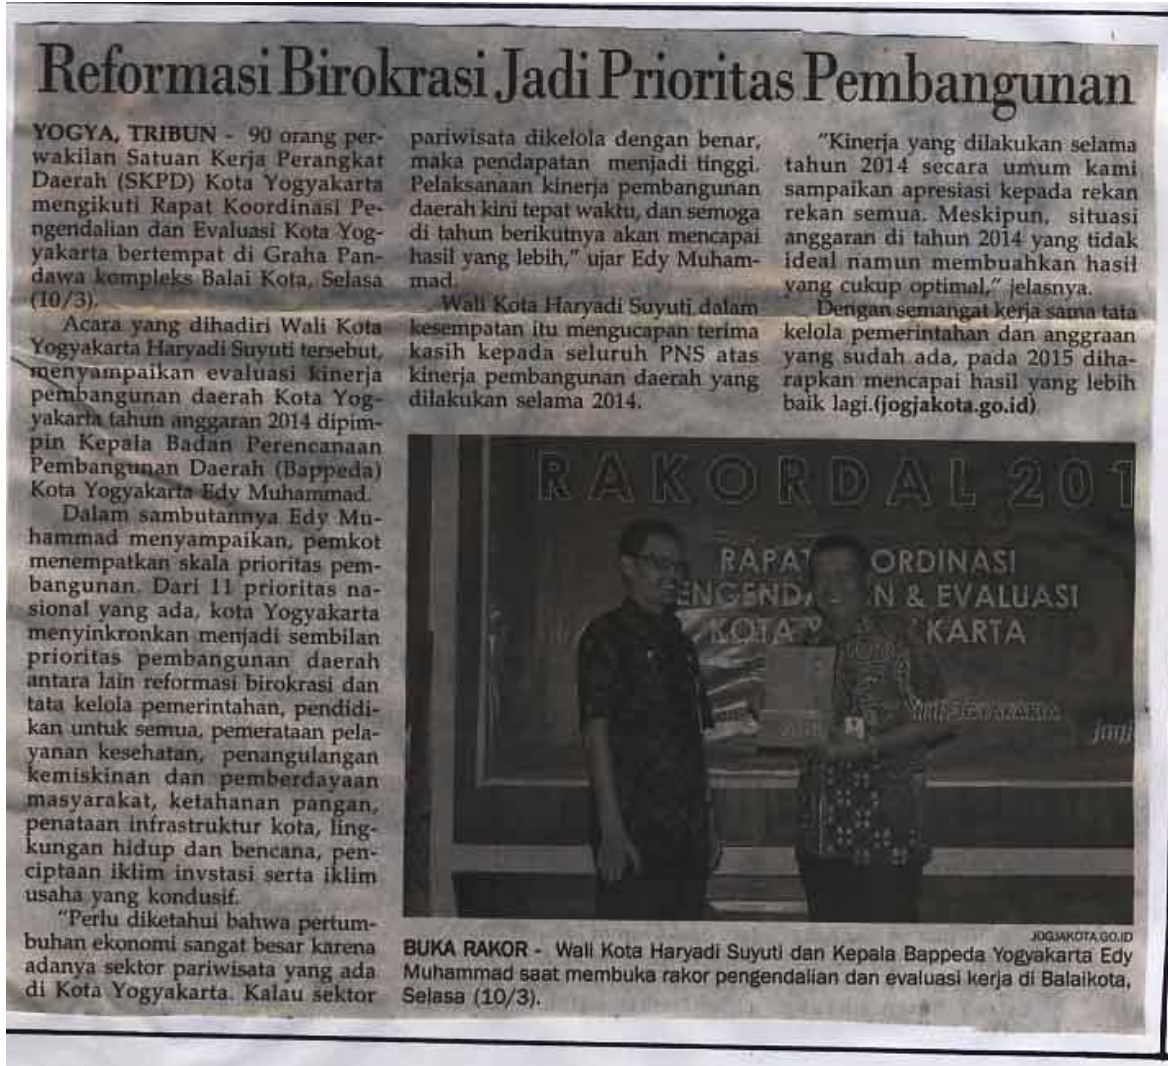 Reformasi Birokrasi Jadi Prioritas Pembangunan
YOGYA, TRIBUN - 90 orang per-
wakilan Satuan Kerja Perangkat
Daerah (SKPD) Kota Yogyakarta
mengikuti Rapat Koordinasi Pe-
ngendalian dan Evaluasi Kota Yog-
yakarta bertempat di Graha Pan-
dawa kompleks Balai Kota, Selasa
(10/3).
Acara yang dihadiri Wali Kota
Yogyakarta Haryadi Suyuti tersebut,
menyampaikan evaluasi kinerja
pembangunan daerah Kota Yog-
yakarta tahun anggaran 2014 dipim-
pin Kepala Badan Perencanaan
Pembangunan Daerah (Bappeda)
Kota Yogyakarta Edy Muhammad.
Dalam sambutannya Edy Mu-
hammad menyampaikan, pemkot
menempatkan skala prioritas pem-
bangunan. Dari 11 prioritas na-
sional yang ada, kota Yogyakarta
menyinkronkan menjadi sembilan
prioritas pembangunan daerah
antara lain reformasi birokrasi dan
tata kelola pemerintahan, pendidi-
kan untuk semua, pemerataan pela-
yanan kesehatan, penangulangan
kemiskinan dan pemberdayaan
masyarakat, ketahanan pangan,
penataan infrastruktur kota, ling-
kungan hidup dan bencana, pen-
ciptaan iklim invstasi serta iklim
usaha yang kondusif.
"Perlu diketahui bahwa pertum-
buhan ekonomi sangat besar karena
adanya sektor pariwisata yang ada
di Kota Yogyakarta. Kalau sektor
pariwisata dikelola dengan benar,
maka pendapatan menjadi tinggi.
Pelaksanaan kinerja pembangunan
daerah kini tepat waktu, dan semoga
di tahun berikutnya akan mencapai
hasil yang lebih," ujar Edy Muham-
mad.
Wali Kota Haryadi Suyuti dalam
kesempatan itu mengucapan terima
kasih kepada seluruh PNS atas
kinerja pembangunan daerah yang
dilakukan selama 2014.
"Kinerja yang dilakukan selama
tahun 2014 secara umum kami
sampaikan apresiasi kepada rekan
rekan semua. Meskipun, situasi
anggaran di tahun 2014 yang tidak
ideal namun membuahkan hasil
yang cukup optimal," jelasnya.
Dengan semangat kerja sama tata
kelola pemerintahan dan anggraan
yang sudah ada, pada 2015 diha-
rapkan mencapai hasil yang lebih
baik lagi.(jogjakota.go.id)
RAKORDAL 201
RAPAT ORDINASI
ENGENDA N & EVALUASI
KOTA KARTA
JOGJAKOTA.GO.ID
BUKA RAKOR - Wali Kota Haryadi Suyuti dan Kepala Bappeda Yogyakarta Edy
Muhammad saat membuka rakor pengendalian dan evaluasi kerja di Balaikota,
Selasa (10/3).